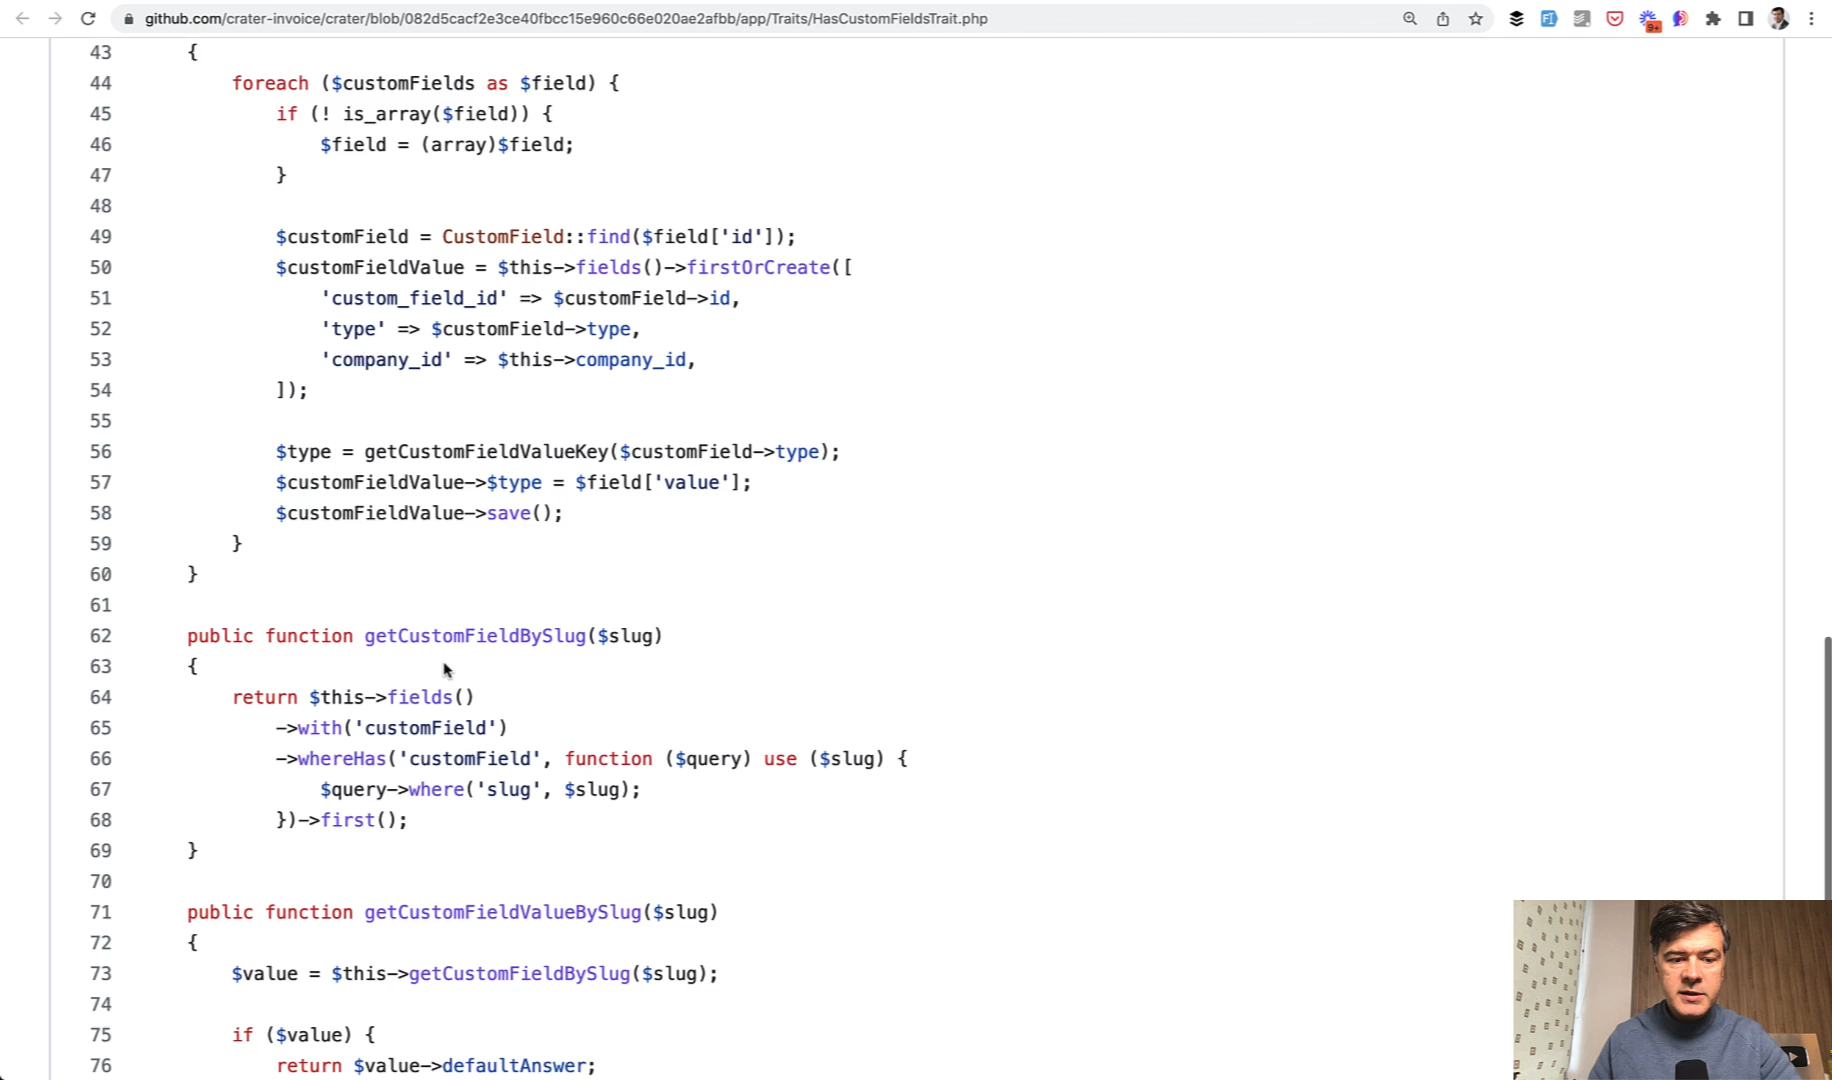 github.com/crater-invoice/crater/blob/082d5cacf2e3ce40fbcc15e960c66e020ae2afbb/app/Traits/HasCustomFieldsTrait.php
9+
43 {
44 foreach ($customFields as $field) {
45 if (! is_array($field)) {
46 $field = (array)$field;
47 }
48
49 $customField = CustomField::find($field['id']);
50 $customFieldValue = $this->fields()->firstOrCreate([
51 'custom_field_id' => $customField->id,
52 'type' => $customField->type,
53 'company_id' => $this->company_id,
54 ]);
55
56 $type = getCustomFieldValueKey($customField->type);
57 $customFieldValue->$type = $field['value'];
58 $customFieldValue->save();
59 }
60 }
61
62 public function getCustomFieldBySlug($slug)
63 {
64 return $this->fields()
65 ->with('customField')
66 ->whereHas('customField', function ($query) use ($slug) {
67 $query->where('slug', $slug);
68 })->first();
69 }
70
71 public function getCustomFieldValueBySlug($slug)
72 {
73 $value = $this->getCustomFieldBySlug($slug);
74
75 if ($value) {
76 return $value->defaultAnswer;